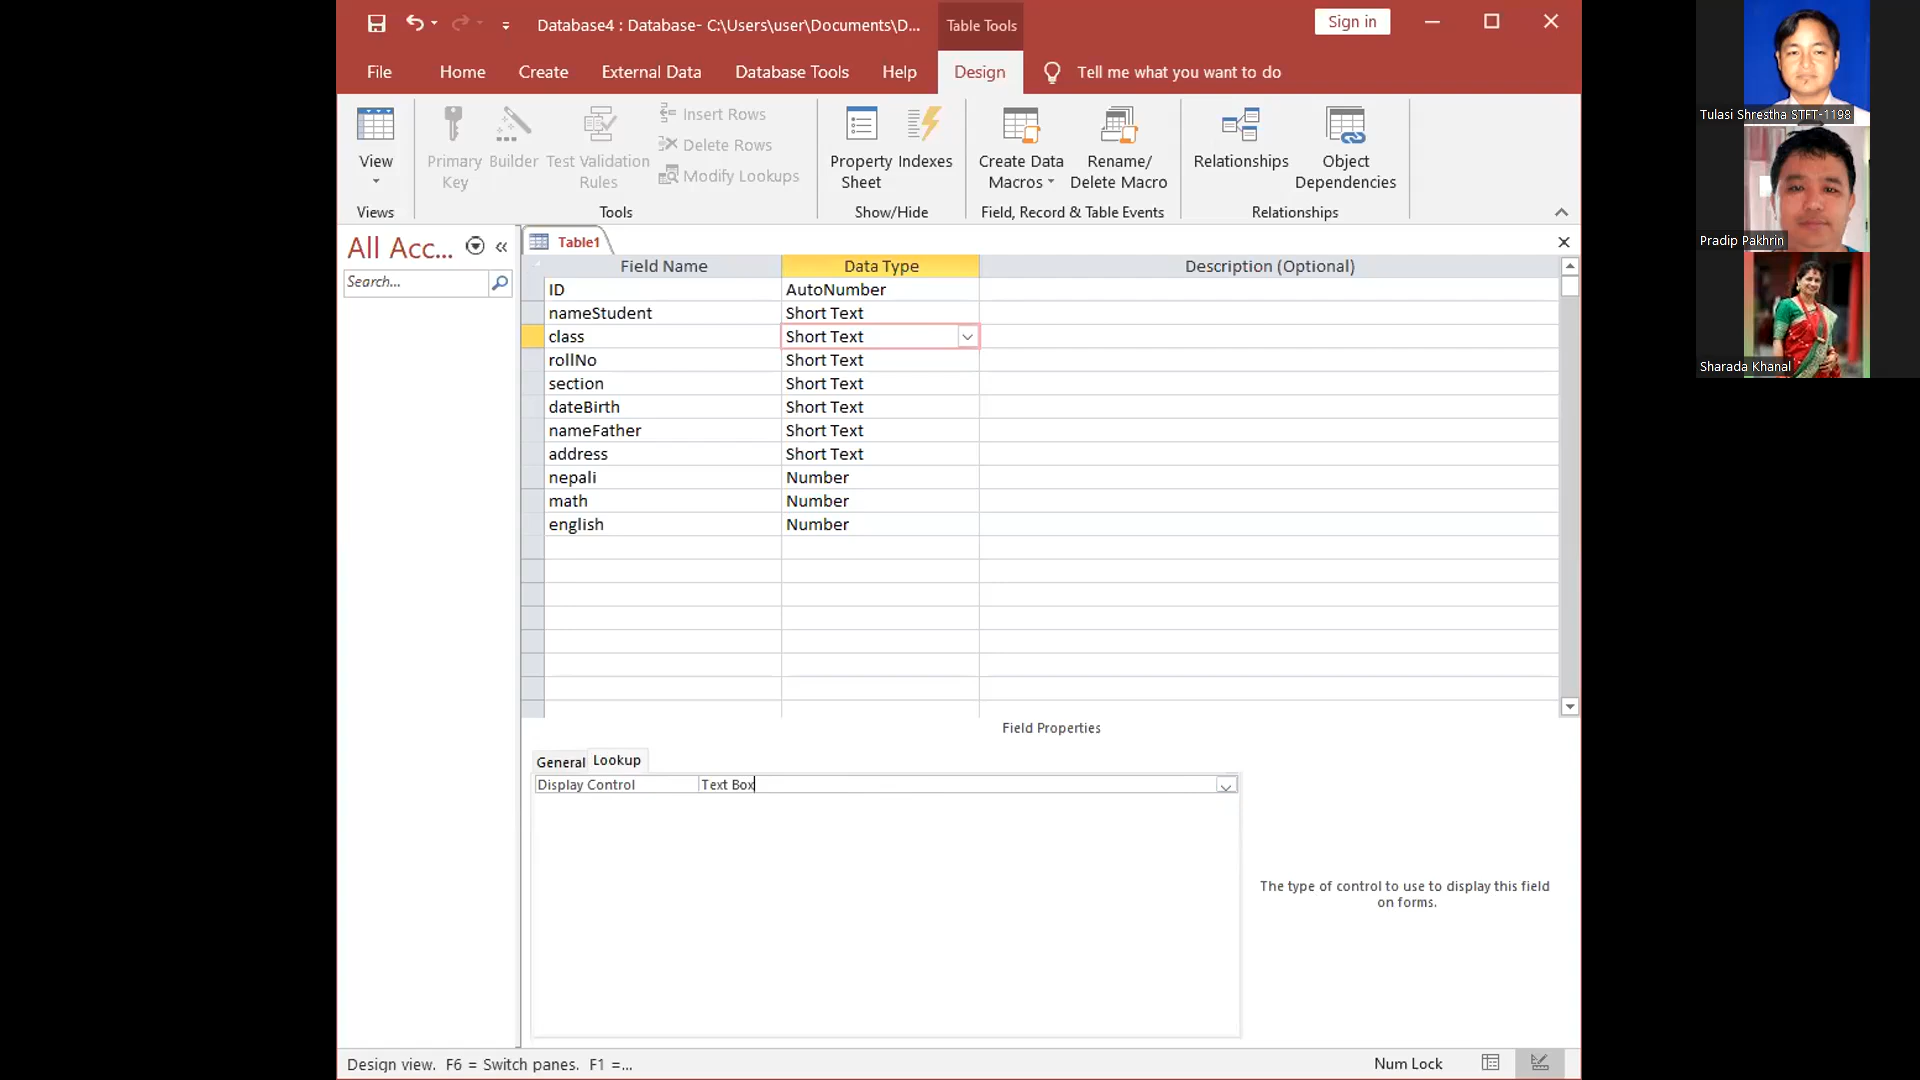 Database4 : Database- C:\Users\user\Documents\D...
Table Tools
Sign in
File
Home
Create
External Data
Database Tools
Help
Design
Tell me what you want to do
View
Primary Key
Builder
Test Validation Rules
Insert Rows
Delete Rows
Modify Lookups
Property Sheet
Indexes
Create Data Macros
Rename/ Delete Macro
Relationships
Object Dependencies
Views
Tools
Show/Hide
Field, Record & Table Events
Relationships
All Acc...
Search...
Table1
Field Name Data Type Description (Optional)
ID AutoNumber
nameStudent Short Text
class Short Text
rollNo Short Text
section Short Text
dateBirth Short Text
nameFather Short Text
address Short Text
nepali Number
math Number
english Number
Field Properties
General Lookup
Display Control Text Box
The type of control to use to display this field
on forms.
Design view. F6 = Switch panes. F1 =...
Num Lock
Tulasi Shrestha STFT-1198
Pradip Pakhrin
Sharada Khanal